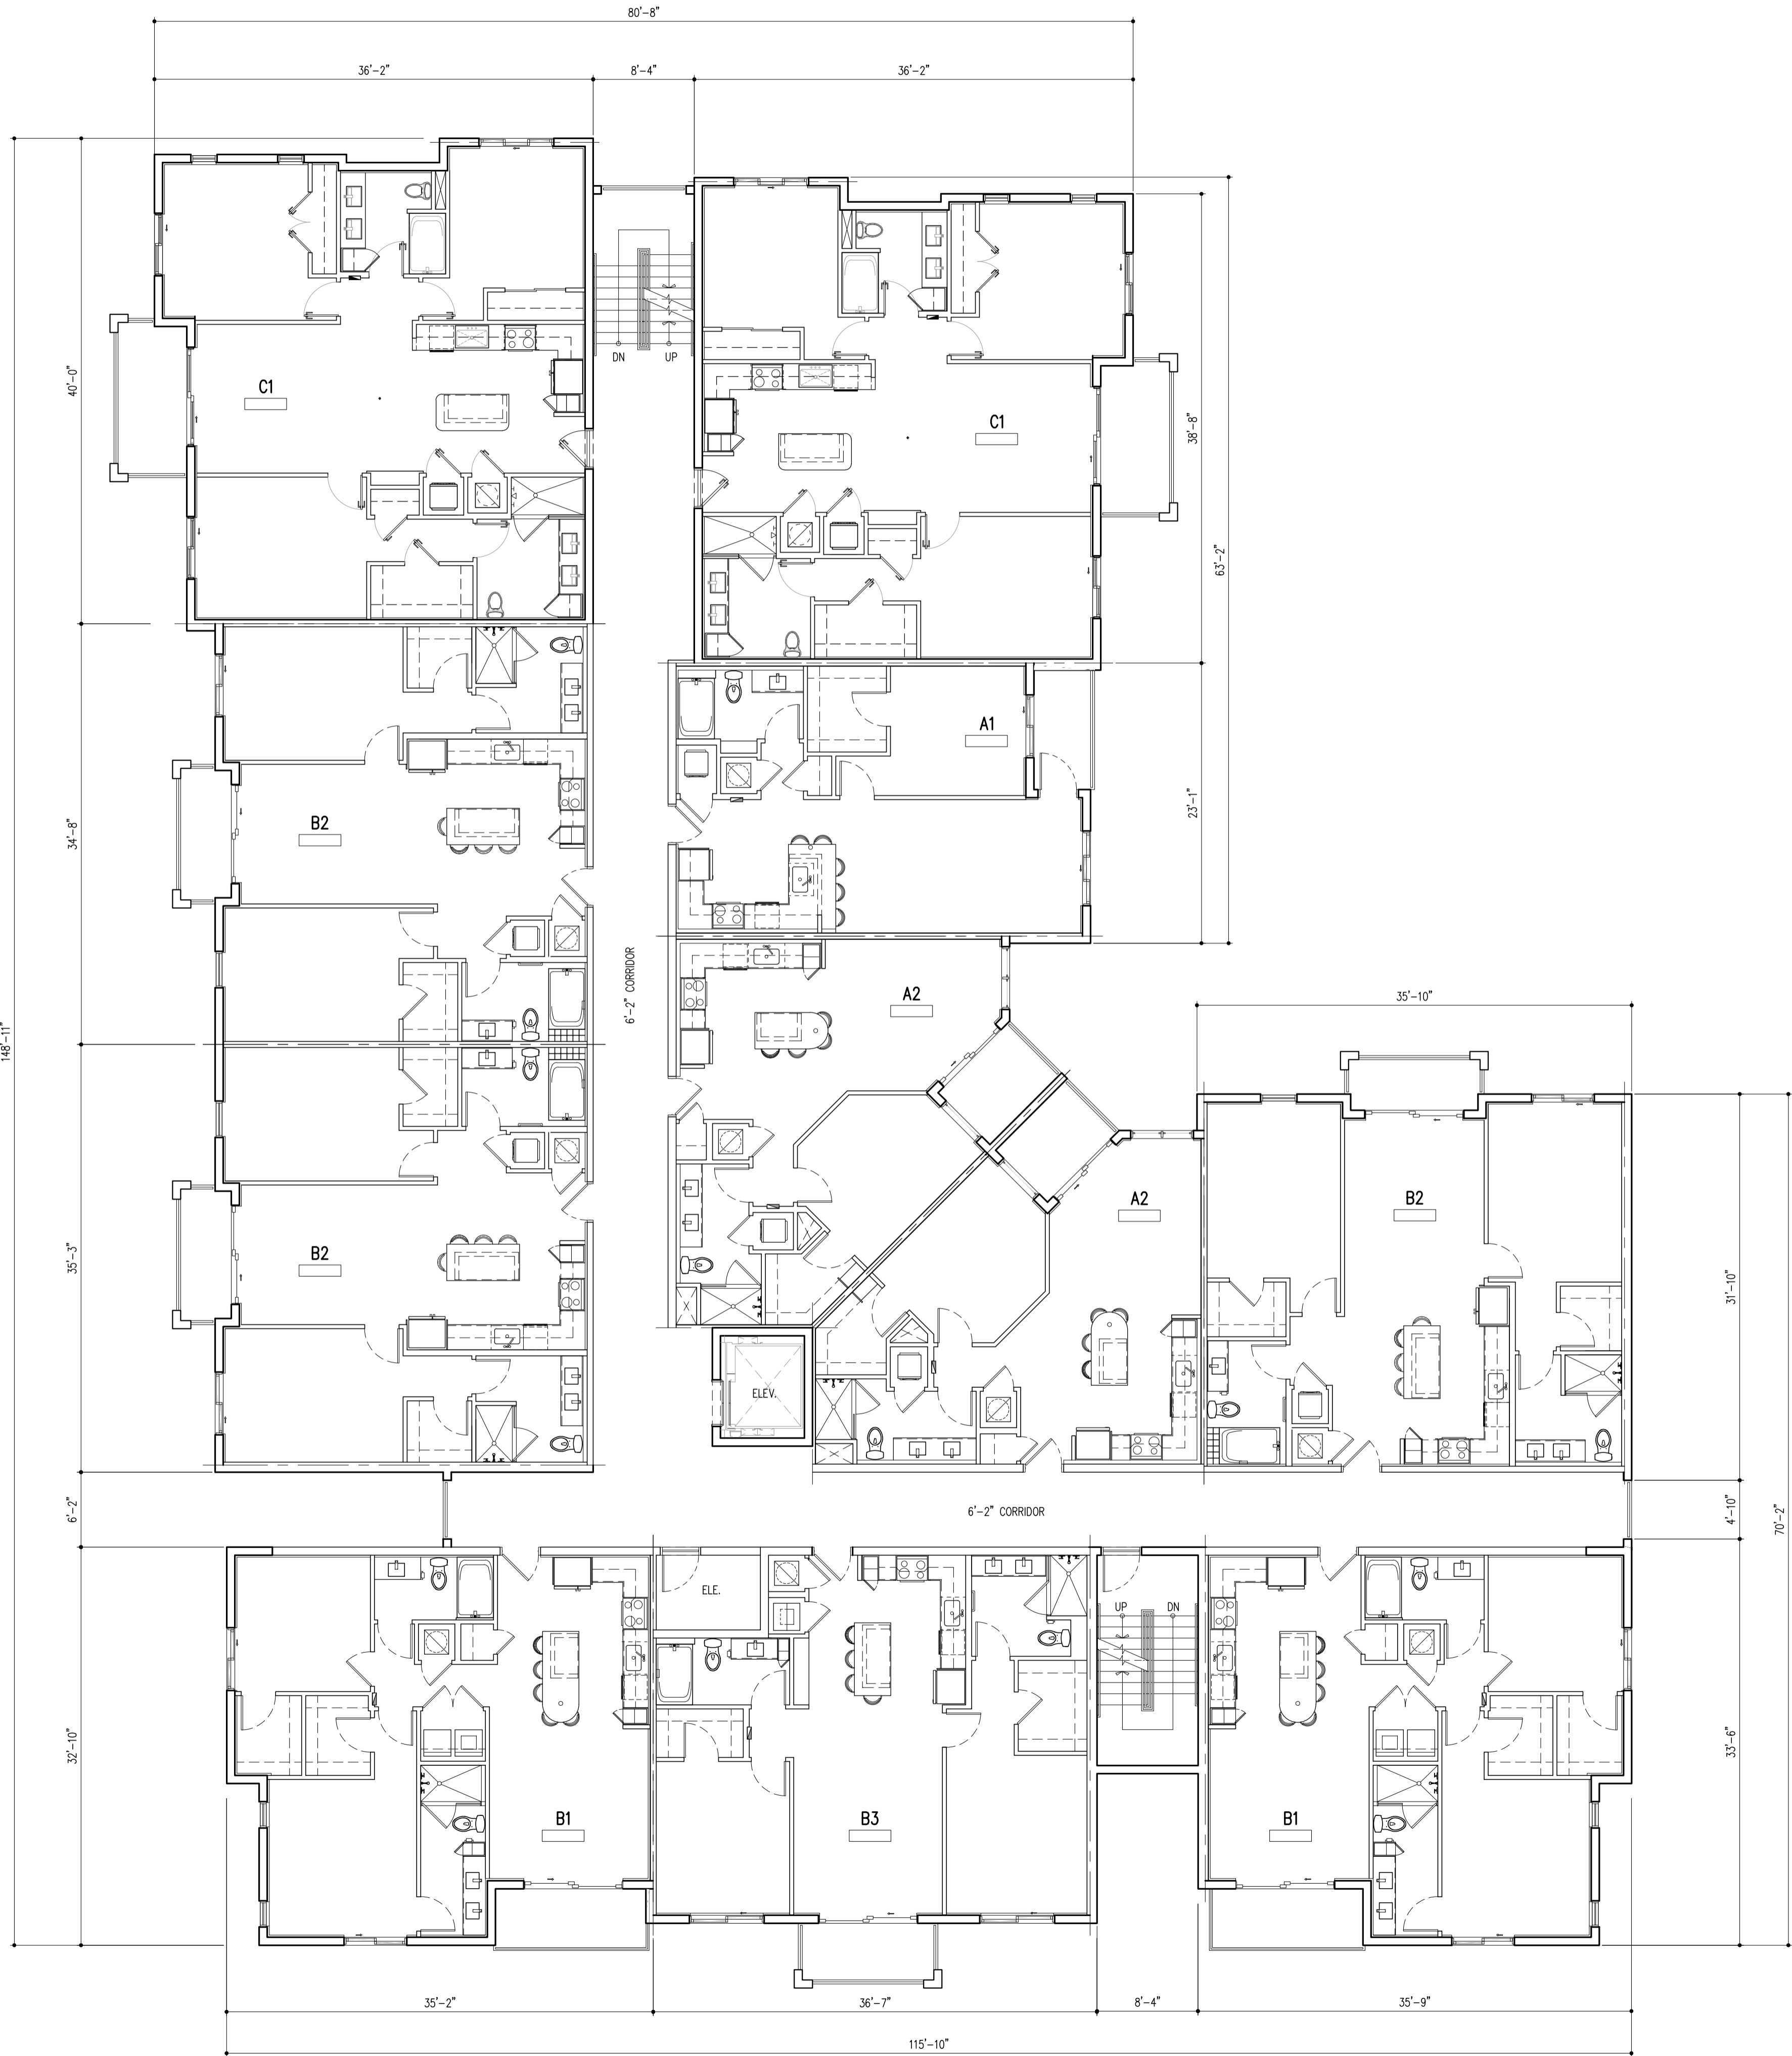 80'-8"
36'-2"
8'-4"
36'-2"
DN
UP
C1
C1
40'-0"
38'-8"
63'-2"
A1
B2
34'-8"
23'-1"
6'-2" CORRIDOR
A2
35'-10"
148'-11"
A2
B2
B2
35'-3"
31'-10"
ELEV.
6'-2"
6'-2" CORRIDOR
4'-10"
70'-2"
ELE.
UP
DN
32'-10"
33'-6"
B1
B3
B1
35'-2"
36'-7"
8'-4"
35'-9"
115'-10"